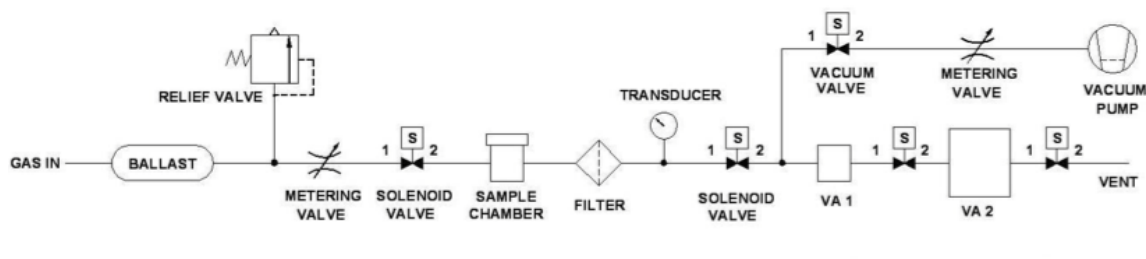 S
1 2
VACUUM
VALVE
METERING
VALVE
VACUUM
PUMP
RELIEF VALVE
TRANSDUCER
GAS IN
BALLAST
METERING
VALVE
S
1 2
SOLENOID
VALVE
SAMPLE
CHAMBER
FILTER
S
1 2
SOLENOID
VALVE
VA 1
S
1 2
VA 2
S
1 2
VENT